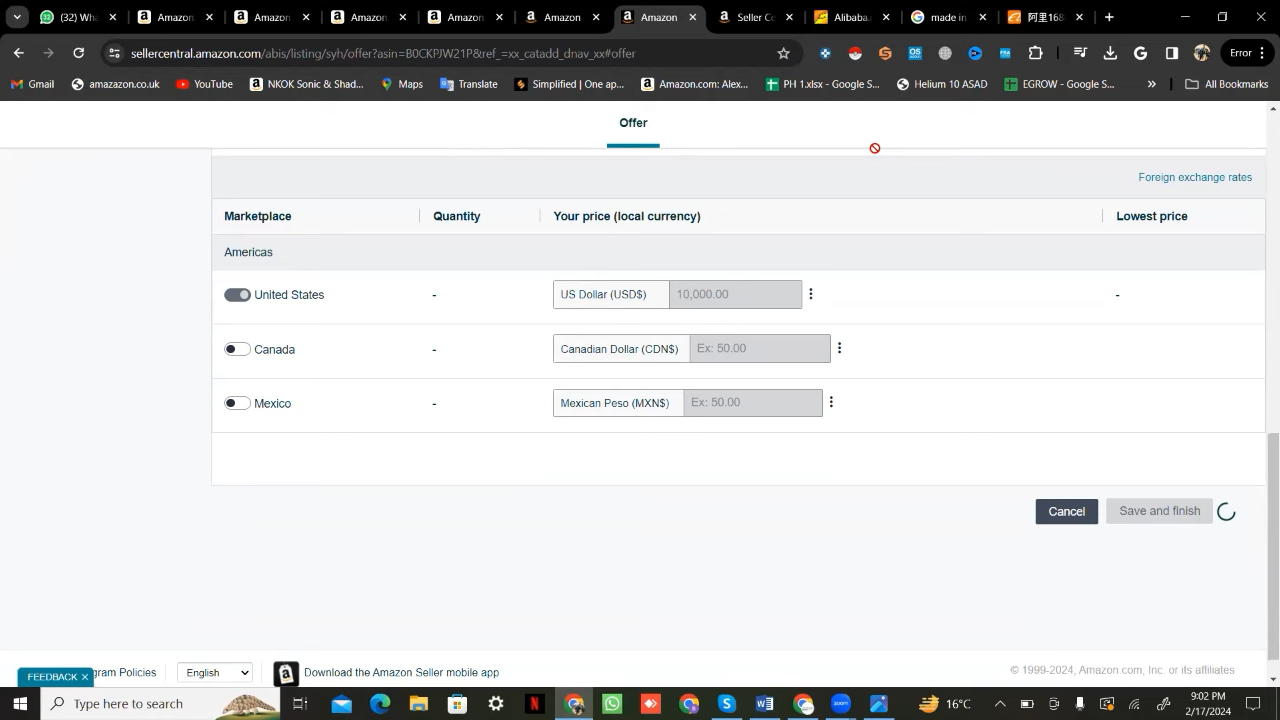 (32) Wha
Amazon
Amazon
Amazon
Amazon
Amazon
Amazon
Seller Ce
Alibaba.
made in
阿里168
sellercentral.amazon.com/abis/listing/syh/offer?asin=B0CKPJW21P&ref_=xx_catadd_dnav_xx#offer
Error
Gmail
amazazon.co.uk
YouTube
NKOK Sonic & Shad...
Maps
Translate
Simplified | One app...
Amazon.com: Alex...
PH 1.xlsx - Google S...
Helium 10 ASAD
EGROW - Google S...
»
All Bookmarks
Offer
Foreign exchange rates
Marketplace
Quantity
Your price (local currency)
Lowest price
Americas
United States
-
US Dollar (USD$)
10,000.00
-
Canada
-
Canadian Dollar (CDN$)
Ex: 50.00
Mexico
-
Mexican Peso (MXN$)
Ex: 50.00
Cancel
Save and finish
FEEDBACK ×
gram Policies
English
Download the Amazon Seller mobile app
© 1999-2024, Amazon.com, Inc. or its affiliates
Type here to search
16°C
9:02 PM
2/17/2024